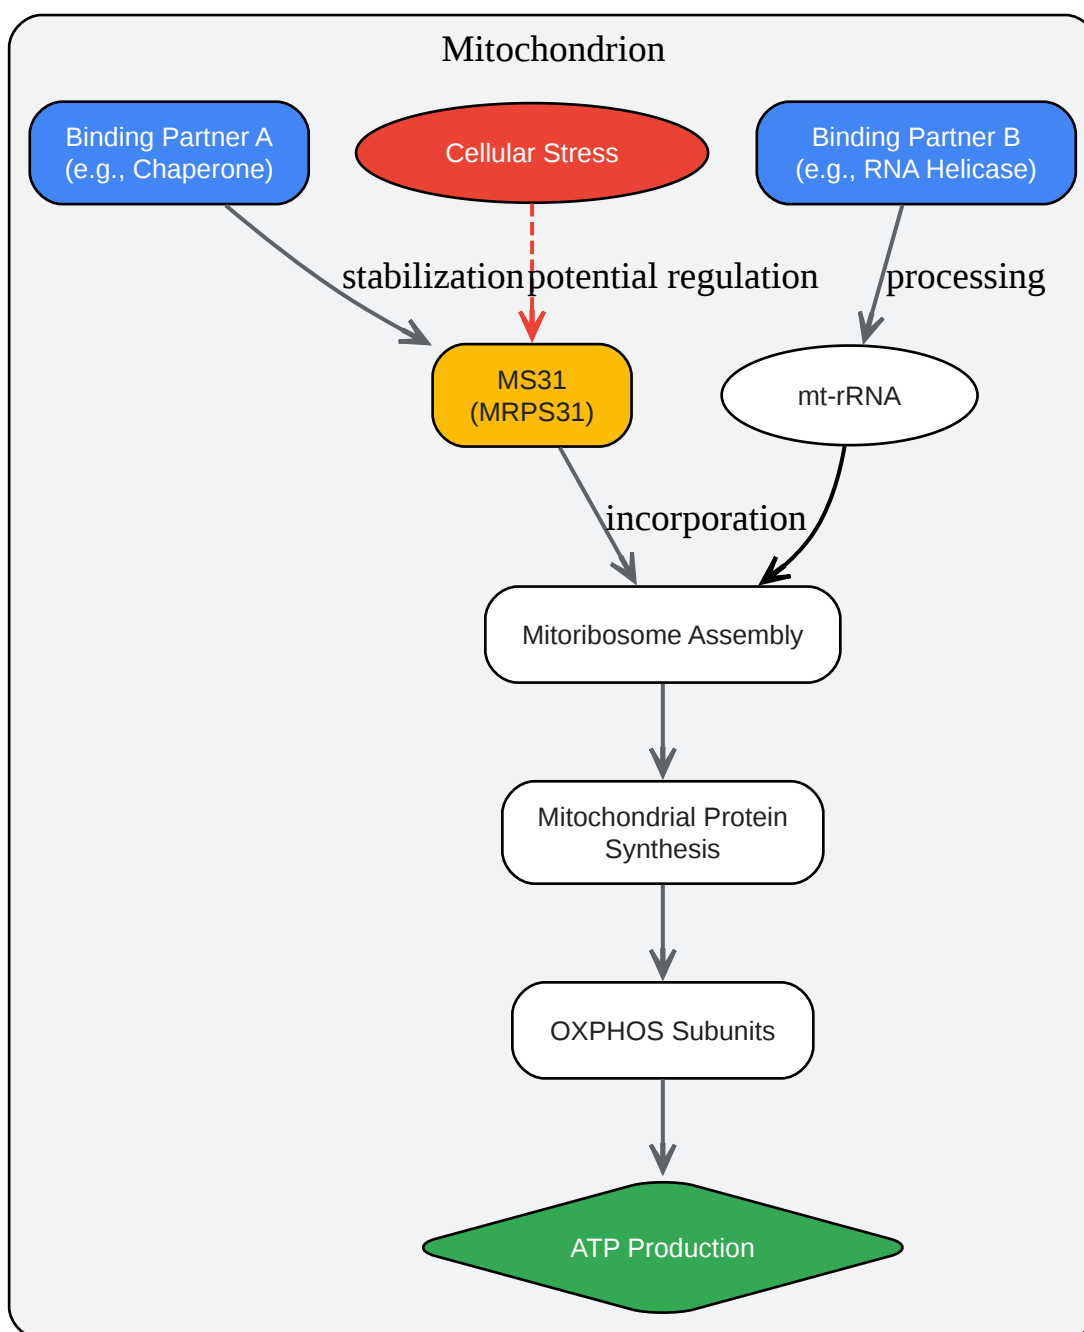 Mitochondrion
Binding Partner A
(e.g., Chaperone)
Cellular Stress
Binding Partner B
(e.g., RNA Helicase)
stabilization
potential regulation
processing
MS31
(MRPS31)
mt-rRNA
incorporation
Mitoribosome Assembly
Mitochondrial Protein
Synthesis
OXPHOS Subunits
ATP Production